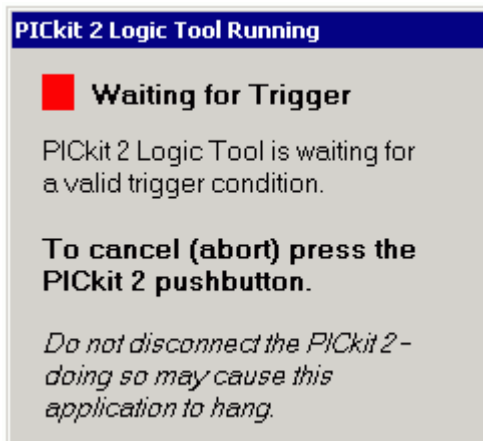 PICkit 2 Logic Tool Running
Waiting for Trigger
PICkit 2 Logic Tool is waiting for
a valid trigger condition.
To cancel (abort) press the
PICkit 2 pushbutton.
Do not disconnect the PICkit 2 -
doing so may cause this
application to hang.